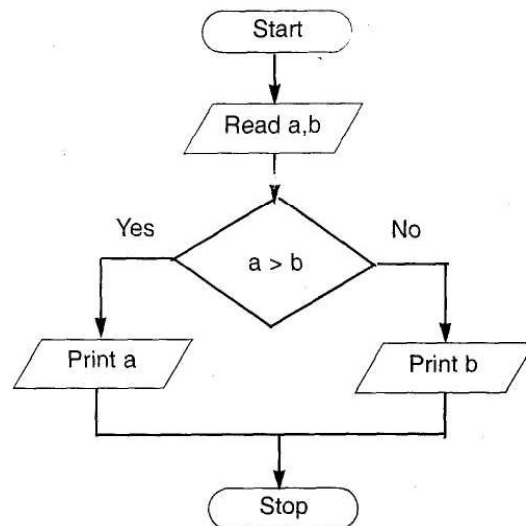 Start
Read a,b
Yes
No
a > b
Print a
Print b
Stop